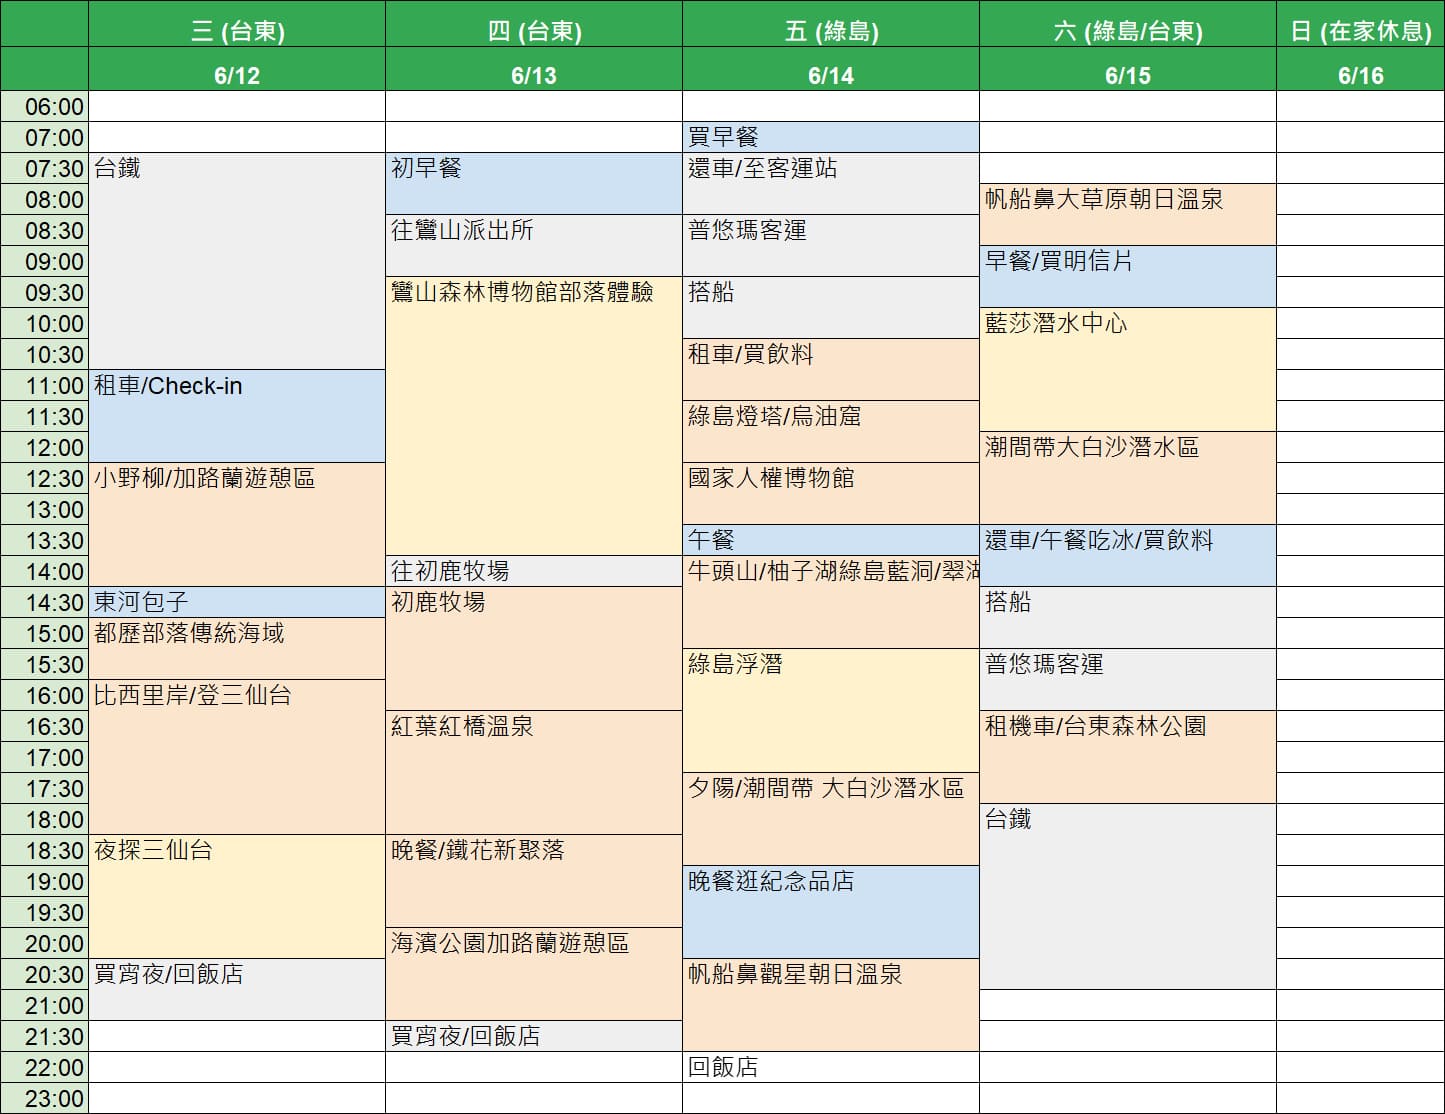 三 (台東) 四 (台東) 五 (綠島) 六 (綠島/台東) 日 (在家休息)
6/12 6/13 6/14 6/15 6/16
06:00
07:00 買早餐
07:30 台鐵 初早餐 還車/至客運站
08:00 帆船鼻大草原朝日溫泉
08:30 往鸞山派出所 普悠瑪客運
09:00 早餐/買明信片
09:30 鸞山森林博物館部落體驗 搭船
10:00 藍莎潛水中心
10:30 租車/買飲料
11:00 租車/Check-in
11:30 綠島燈塔/烏油窟
12:00 潮間帶大白沙潛水區
12:30 小野柳/加路蘭遊憩區 國家人權博物館
13:00
13:30 午餐 還車/午餐吃冰/買飲料
14:00 往初鹿牧場 牛頭山/柚子湖綠島藍洞/翠湖
14:30 東河包子 初鹿牧場 搭船
15:00 都歷部落傳統海域
15:30 綠島浮潛 普悠瑪客運
16:00 比西里岸/登三仙台
16:30 紅葉紅橋溫泉 租機車/台東森林公園
17:00
17:30 夕陽/潮間帶 大白沙潛水區
18:00 台鐵
18:30 夜探三仙台 晚餐/鐵花新聚落
19:00 晚餐逛紀念品店
19:30
20:00 海濱公園加路蘭遊憩區
20:30 買宵夜/回飯店 帆船鼻觀星朝日溫泉
21:00
21:30 買宵夜/回飯店
22:00 回飯店
23:00